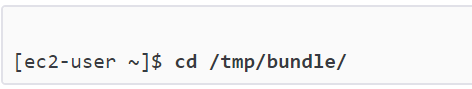 [ec2-user ~]$ cd /tmp/bundle/